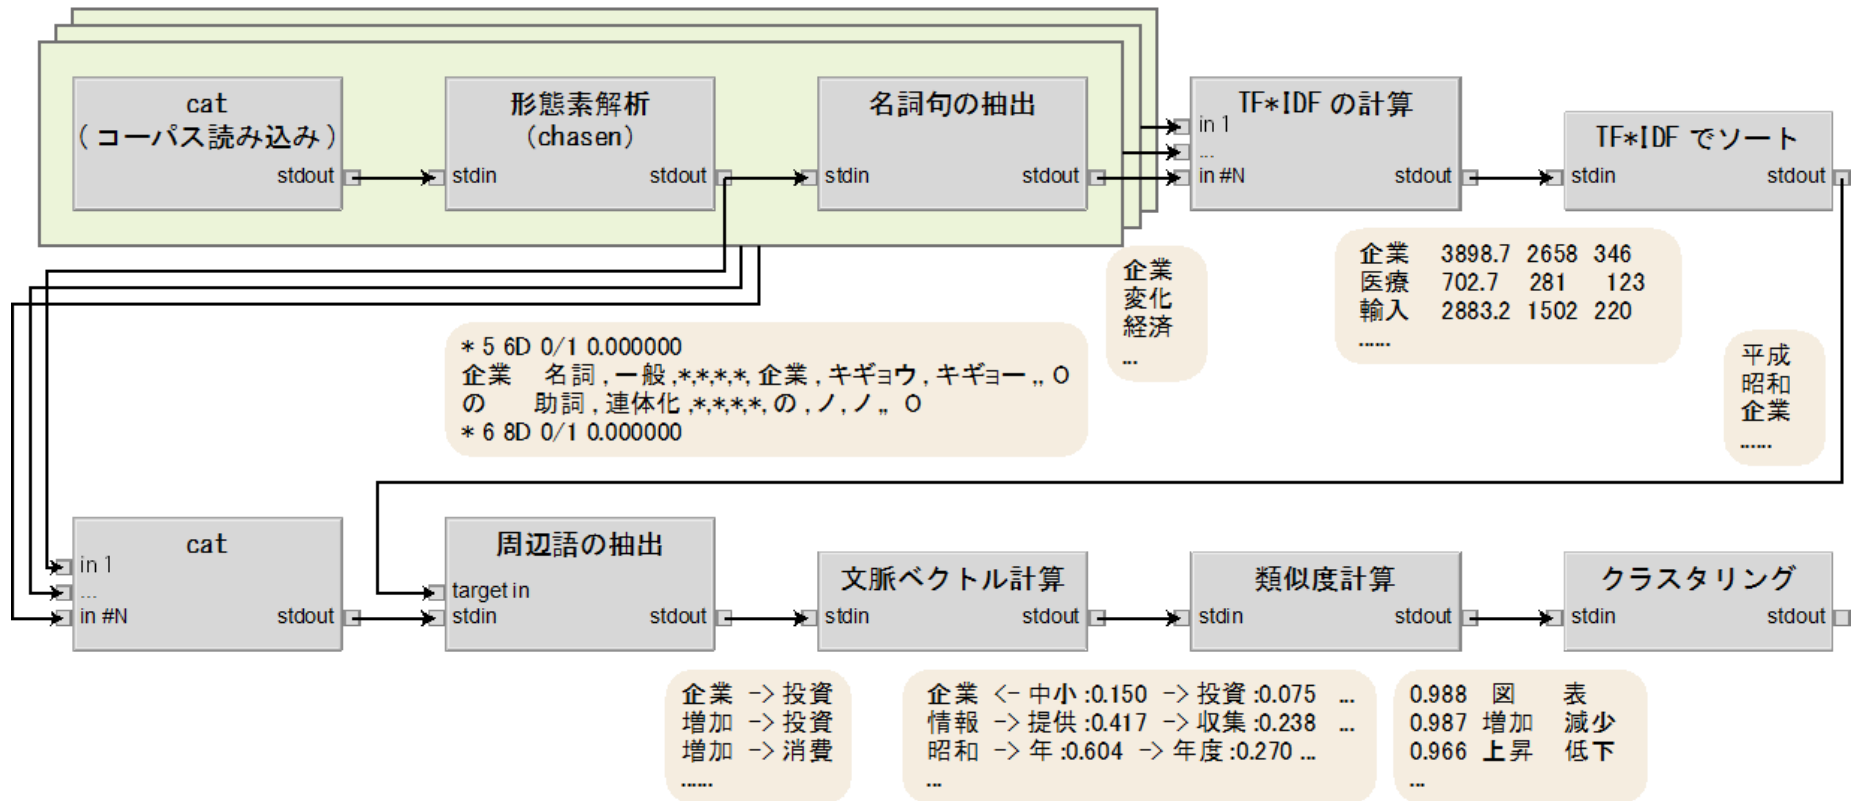 cat
(コーパス読み込み)
stdout
形態素解析
(chasen)
stdin
stdout
名詞句の抽出
stdin
stdout
TF*IDF の計算
in 1
...
in #N
stdout
TF*IDF でソート
stdin
stdout
* 5 6D 0/1 0.000000
企業 名詞,一般,*,*,*,*,企業,キギョウ,キギョー,, O
の 助詞,連体化,*,*,*,*,の,ノ,ノ,, O
* 6 8D 0/1 0.000000
企業
変化
経済
...
企業 3898.7 2658 346
医療 702.7 281 123
輸入 2883.2 1502 220
......
平成
昭和
企業
......
cat
in 1
...
in #N
stdout
周辺語の抽出
target in
stdin
stdout
文脈ベクトル計算
stdin
stdout
類似度計算
stdin
stdout
クラスタリング
stdin
stdout
企業 -> 投資
増加 -> 投資
増加 -> 消費
......
企業 <- 中小:0.150 -> 投資:0.075 ...
情報 -> 提供:0.417 -> 収集:0.238 ...
昭和 -> 年:0.604 -> 年度:0.270 ...
...
0.988 図 表
0.987 増加 減少
0.966 上昇 低下
...